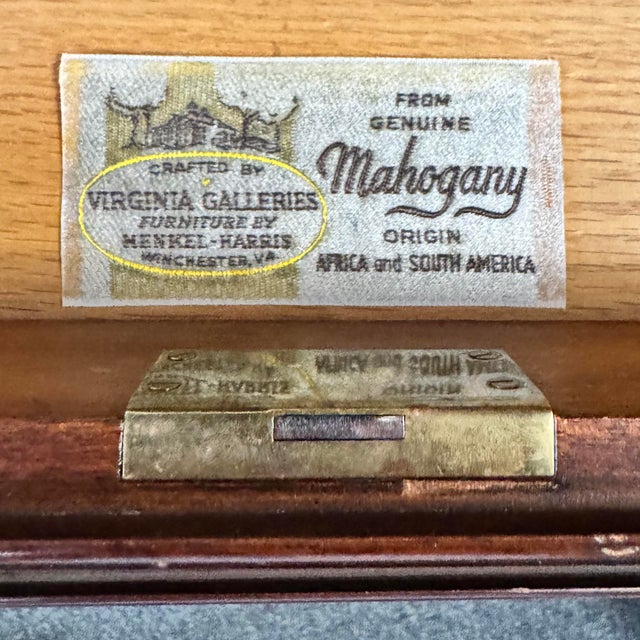 CRAFTED BY
VIRGINIA GALLERIES
FURNITURE BY
HENKEL-HARRIS
WINCHESTER, VA
FROM
GENUINE
Mahogany
ORIGIN
AFRICA and SOUTH AMERICA